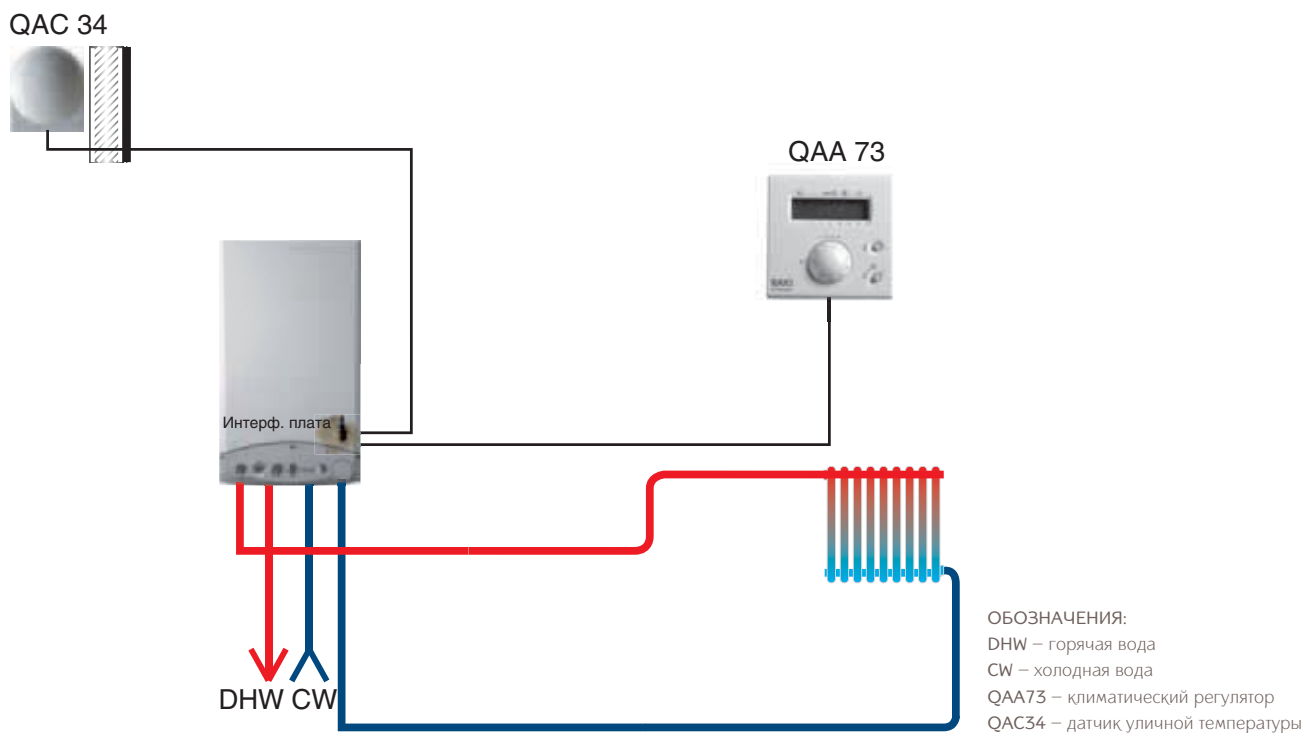 QAC 34
QAA 73
Интерф. плата
DHW CW
ОБОЗНАЧЕНИЯ:
DHW – горячая вода
CW – холодная вода
QAA73 – климатический регулятор
QAC34 – датчик уличной температуры